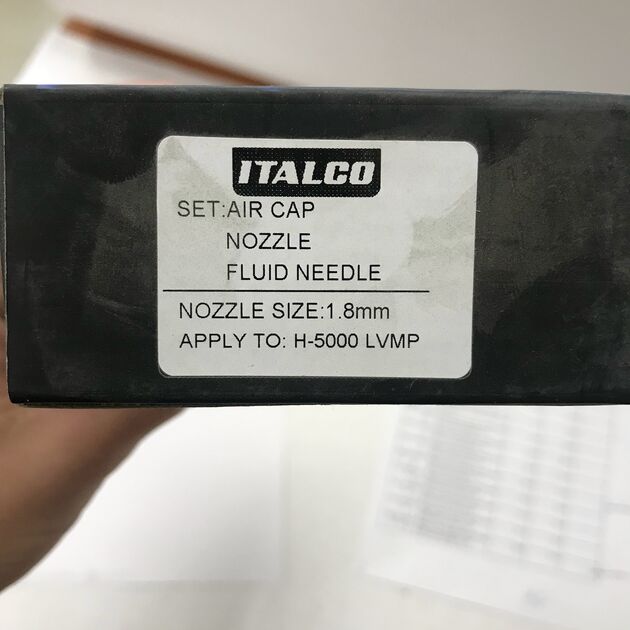 ITALCO
SET:AIR CAP
NOZZLE
FLUID NEEDLE
NOZZLE SIZE:1.8mm
APPLY TO: H-5000 LVMP